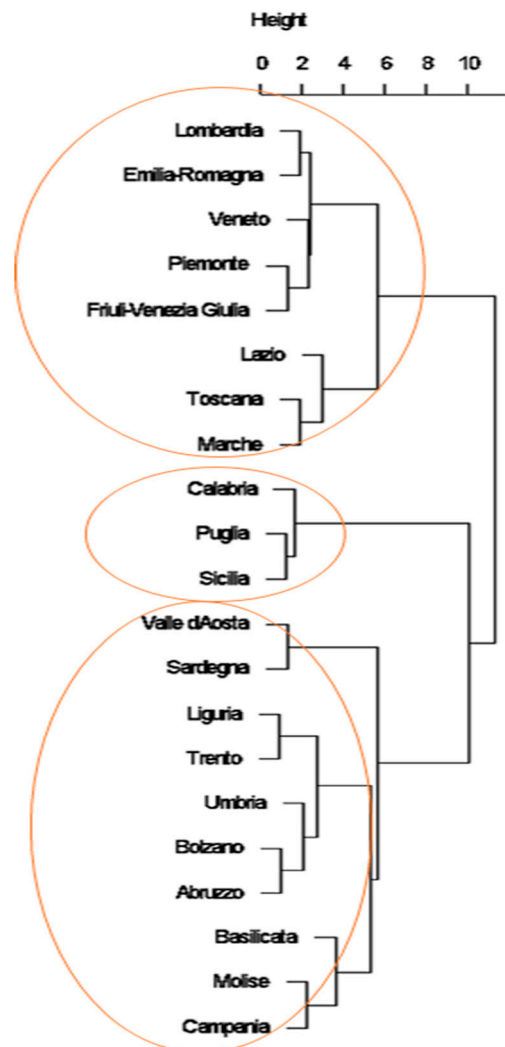 Height
0 2 4 6 8 10
Lombardia
Emilia-Romagna
Veneto
Piemonte
Friuli-Venezia Giulia
Lazio
Toscana
Marche
Calabria
Puglia
Sicilia
Valle dAosta
Sardegna
Liguria
Trento
Umbria
Bolzano
Abruzzo
Basilicata
Molise
Campania